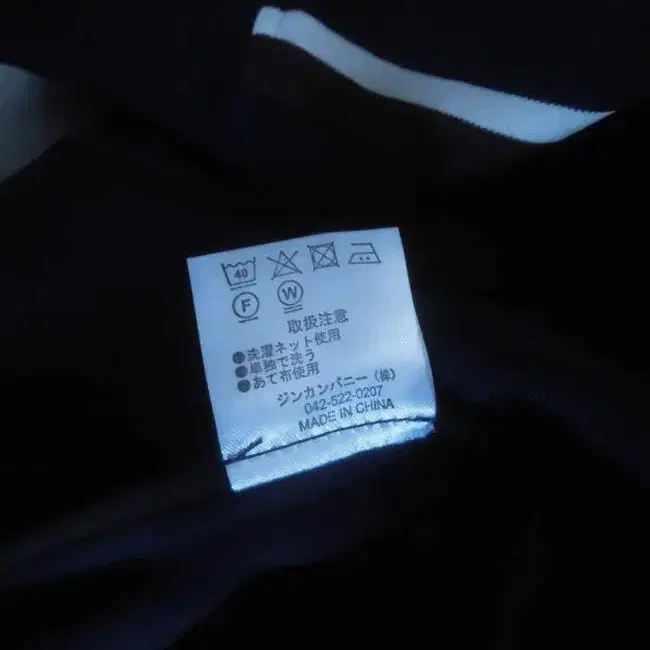 40
F W
取扱注意
●洗濯ネット使用
●単独で洗う
●あて布使用
ジンカンパニー (株)
042-522-0207
MADE IN CHINA